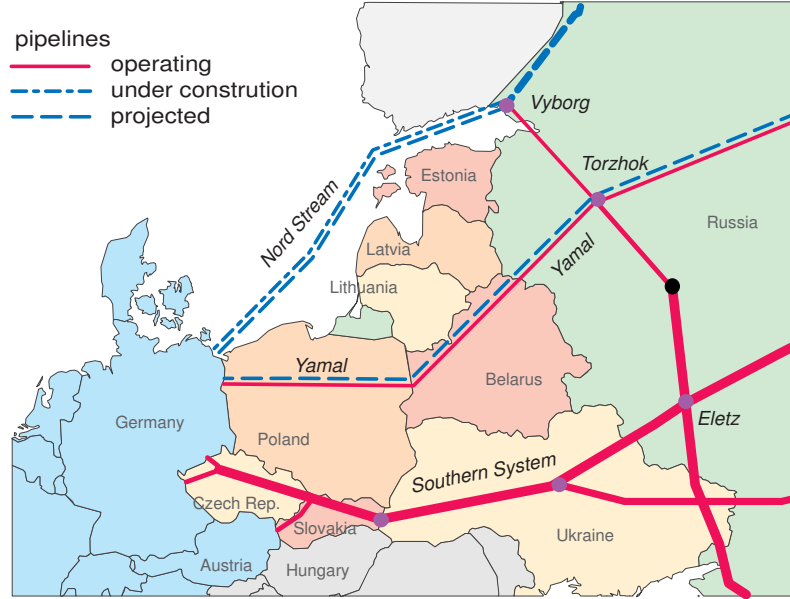 pipelines
operating
under constrution
projected
Vyborg
Torzhok
Estonia
Nord Stream
Russia
Latvia
Yamal
Lithuania
Yamal
Belarus
Germany
Eletz
Poland
Southern System
Czech Rep.
Slovakia
Ukraine
Austria
Hungary